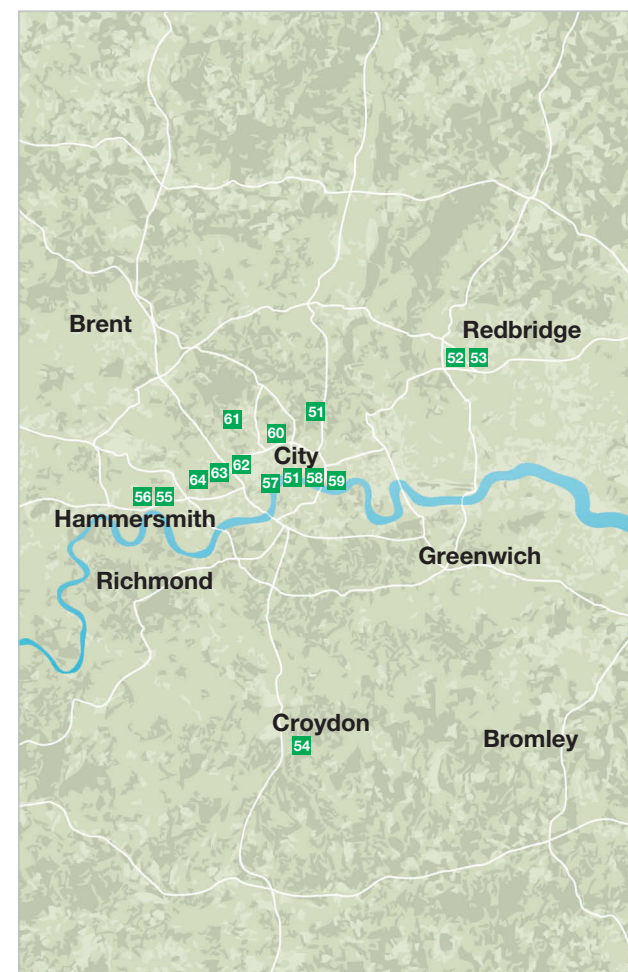 Brent
Redbridge
52 53
51
61
60
City
62
63
64
57 51 58 59
56 55
Hammersmith
Greenwich
Richmond
Croydon
Bromley
54